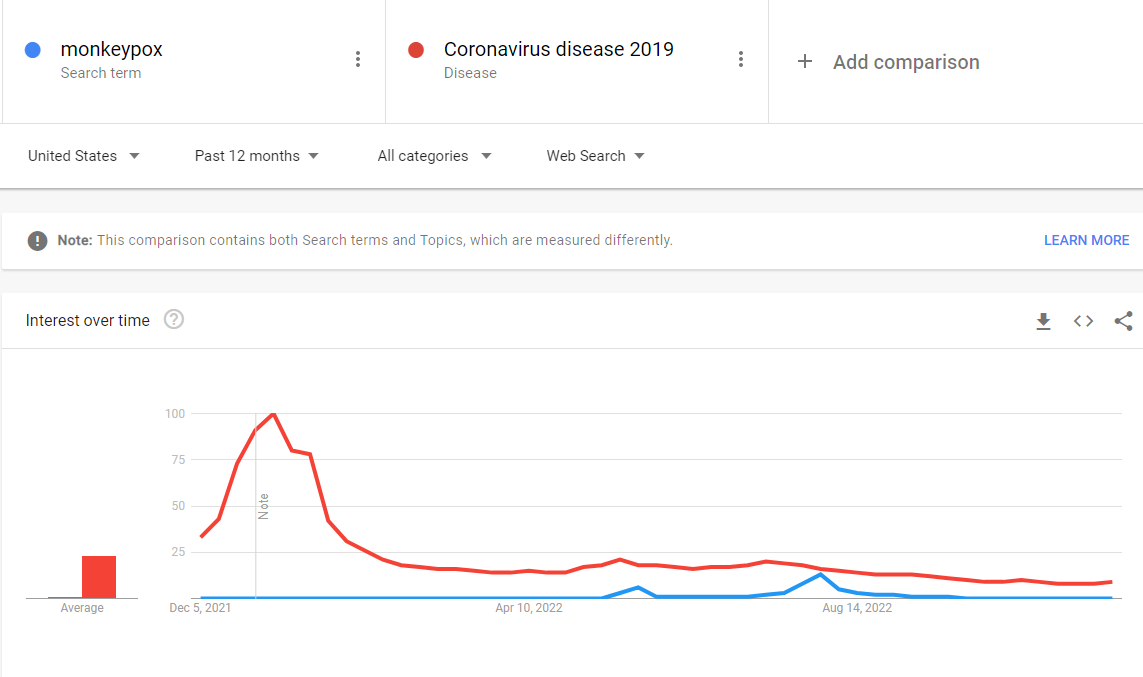 monkeypox
Search term
Coronavirus disease 2019
Disease
+ Add comparison
United States
Past 12 months
All categories
Web Search
Note: This comparison contains both Search terms and Topics, which are measured differently.
LEARN MORE
Interest over time
100
75
50
25
Note
Average
Dec 5, 2021
Apr 10, 2022
Aug 14, 2022